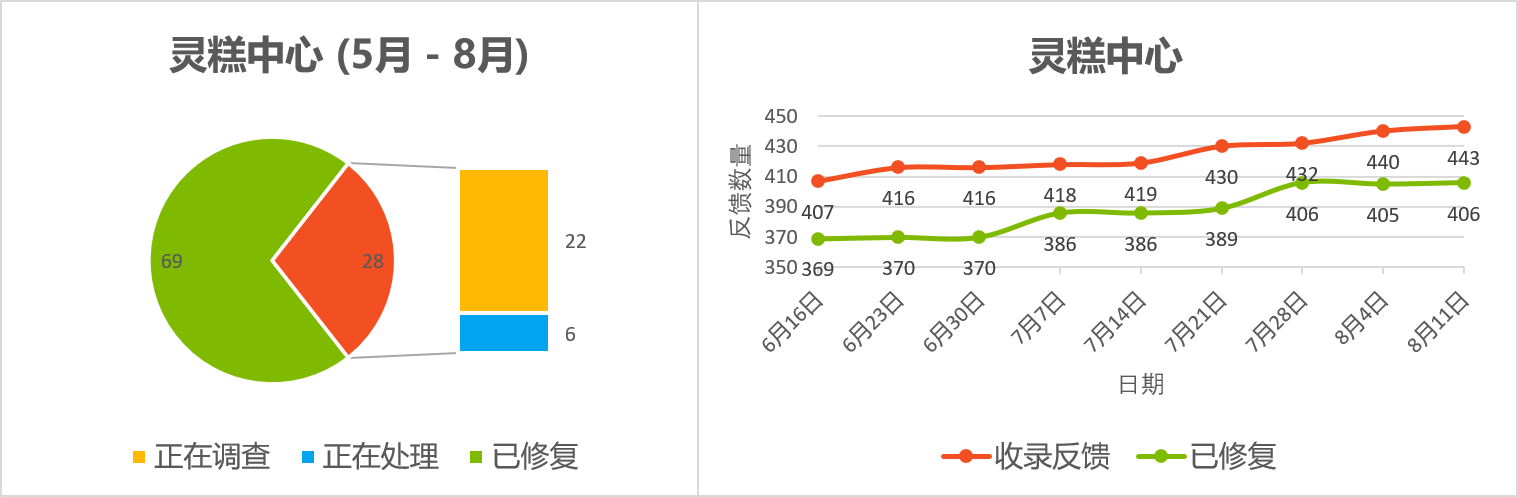 灵糕中心 (5月 - 8月)
69
28
22
6
正在调查
正在处理
已修复
灵糕中心
反馈数量
450
430
410
390
370
350
407
416
416
418
419
430
432
440
443
369
370
370
386
386
389
406
405
406
6月16日
6月23日
6月30日
7月7日
7月14日
7月21日
7月28日
8月4日
8月11日
日期
收录反馈
已修复